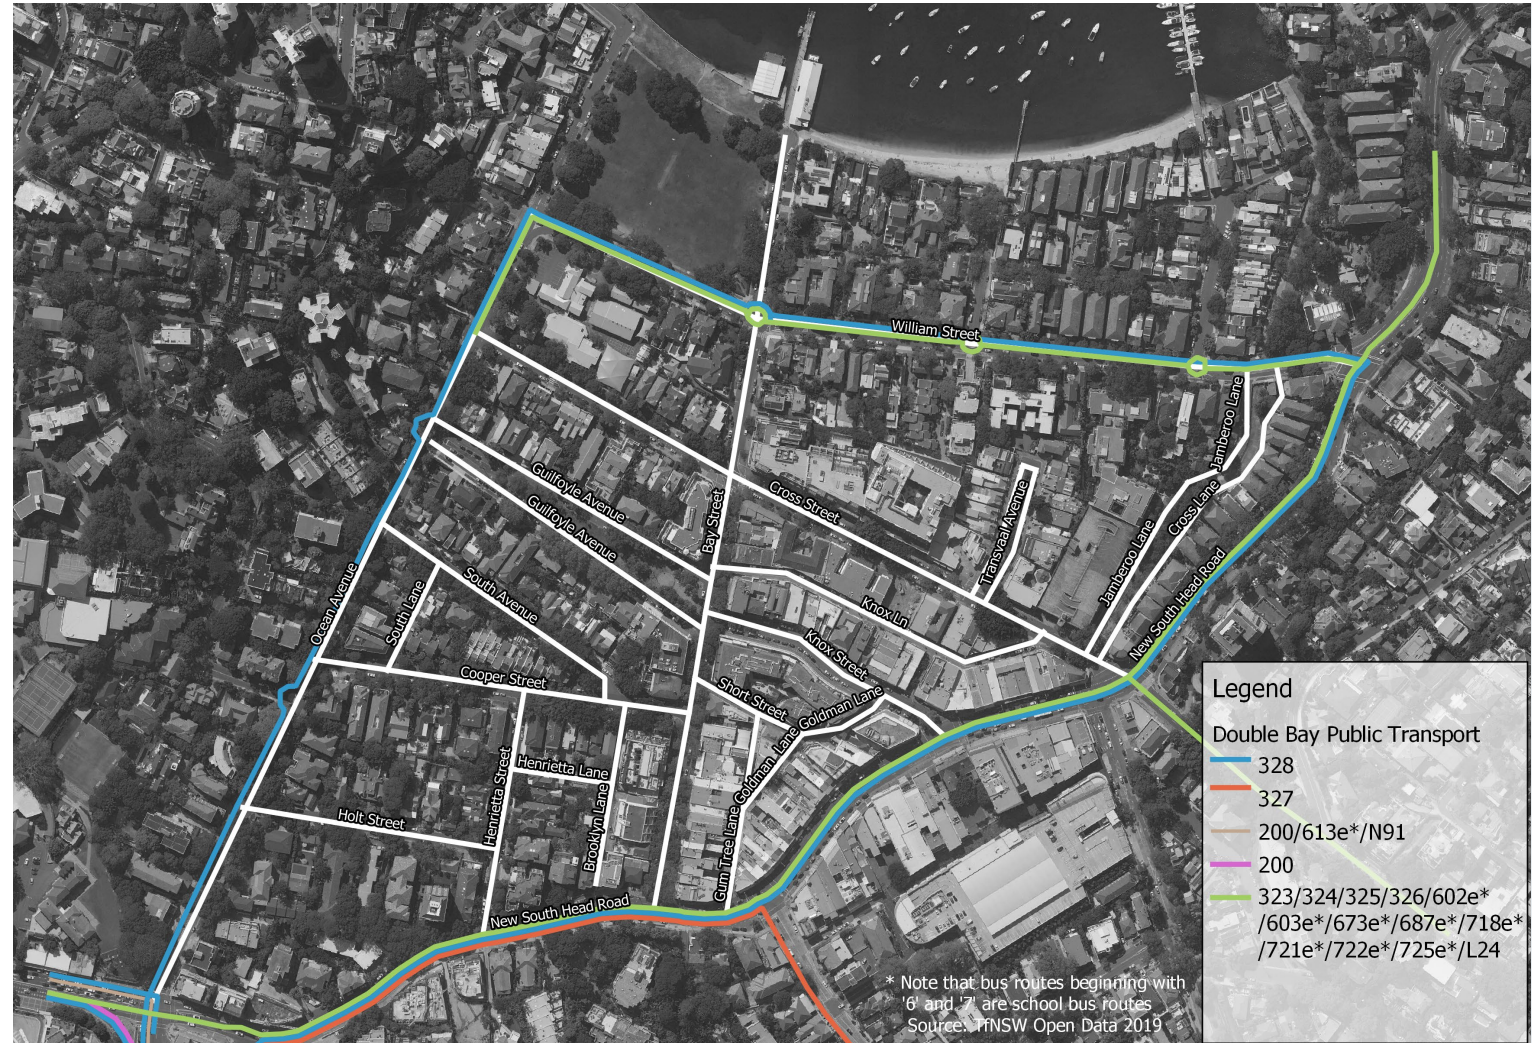 William Street
Jamberoo Lane
Guilfoyle Avenue
Guilfoyle Avenue
Bay Street
Cross Street
Transvaal Avenue
Jamberoo Lane
Cross Lane
New South Head Road
Ocean Avenue
South Lane
South Avenue
Knox Ln
Knox Street
Cooper Street
Short Street
Goldman Lane
Goldman Lane
Henrietta Street
Henrietta Lane
Brooklyn Lane
Gum Tree Lane
Holt Street
New South Head Road
Legend
Double Bay Public Transport
328
327
200/613e*/N91
200
323/324/325/326/602e*
/603e*/673e*/687e*/718e*
/721e*/722e*/725e*/L24
* Note that bus routes beginning with
'6' and '7' are school bus routes
Source: TfNSW Open Data 2019